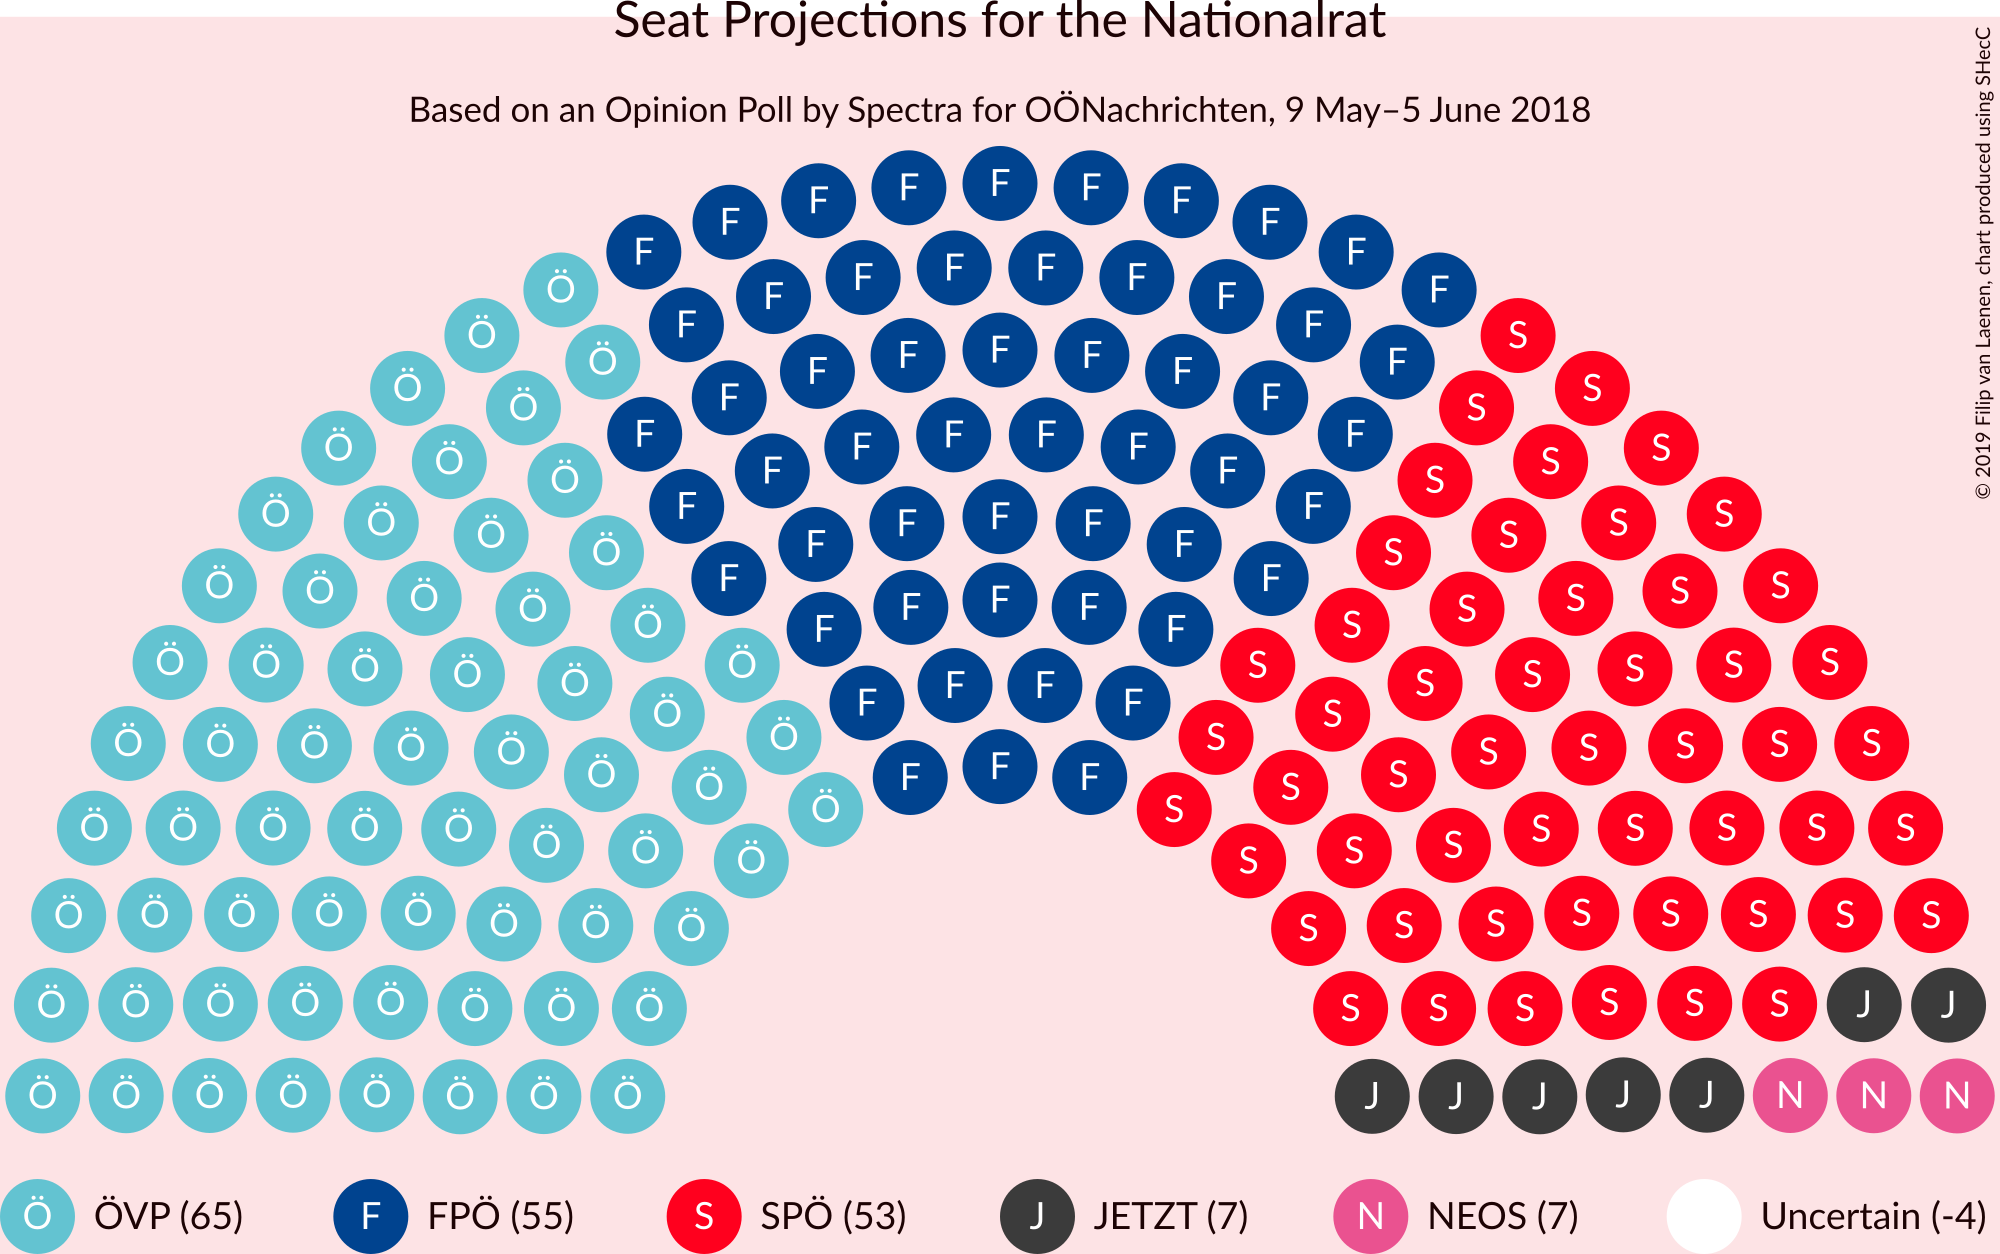 Seat Projections for the Nationalrat
Based on an Opinion Poll by Spectra for OÖNachrichten, 9 May–5 June 2018
© 2019 Filip van Laenen, chart produced using SHecC
F F F F F F F F F F
Ö Ö Ö Ö Ö Ö Ö Ö Ö Ö Ö Ö
S S S S S S S S
J J
J J J J J N N N
Ö ÖVP (65) F FPÖ (55) S SPÖ (53) J JETZT (7) N NEOS (7) Uncertain (-4)